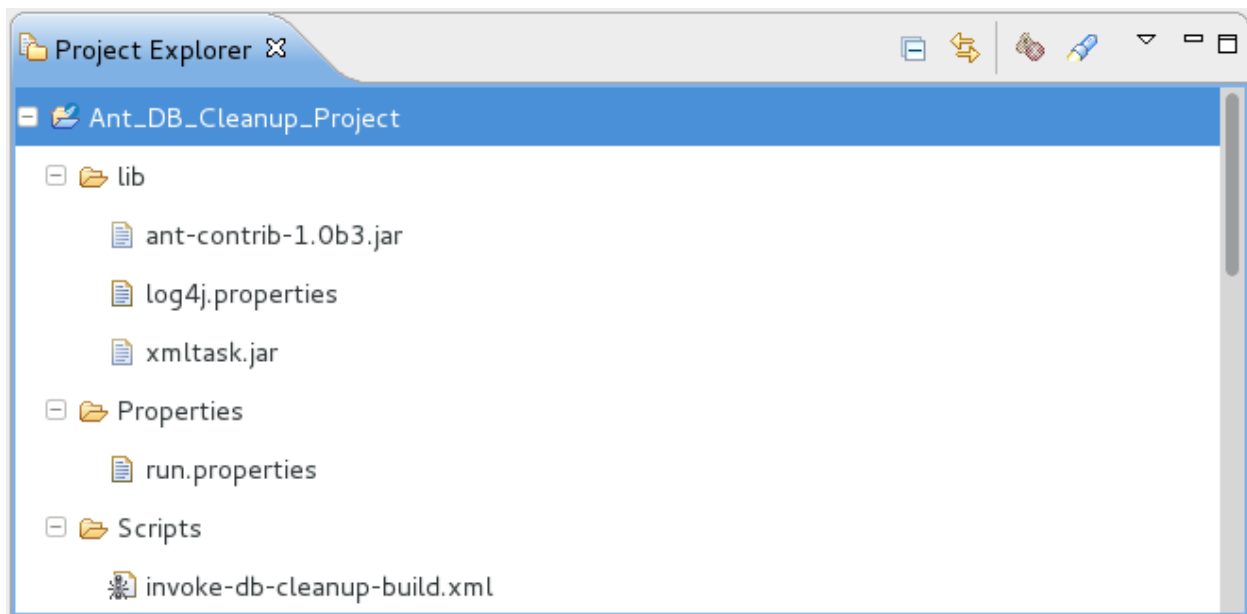 Project Explorer
Ant_DB_Cleanup_Project
lib
ant-contrib-1.0b3.jar
log4j.properties
xmltask.jar
Properties
run.properties
Scripts
invoke-db-cleanup-build.xml